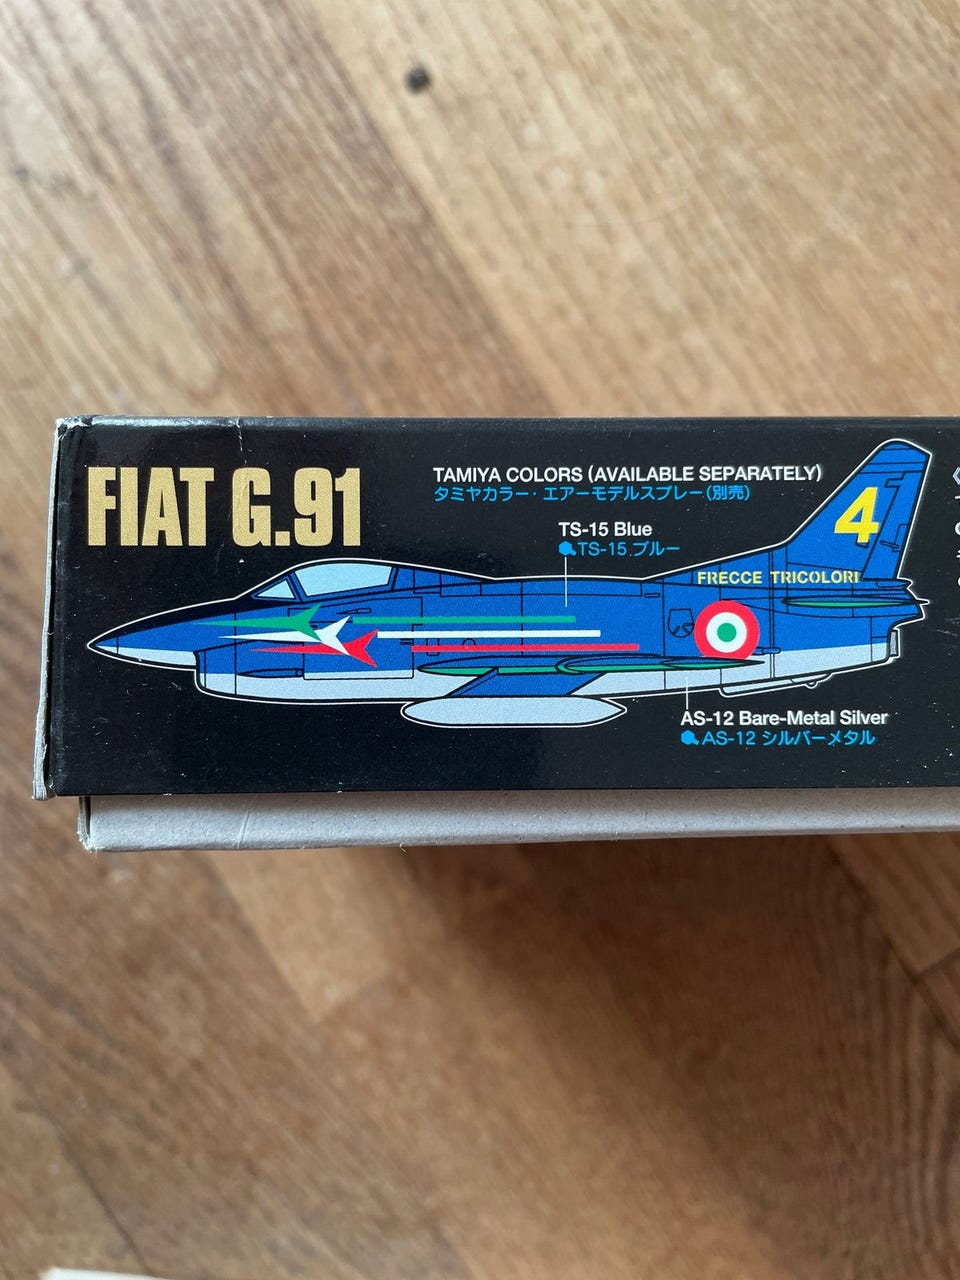 FIAT G.91
TAMIYA COLORS (AVAILABLE SEPARATELY)
タミヤカラー・エアーモデルスプレー(別売)
TS-15 Blue
TS-15 ブルー
4
FRECCE TRICOLORI
AS-12 Bare-Metal Silver
AS-12 シルバーメタル